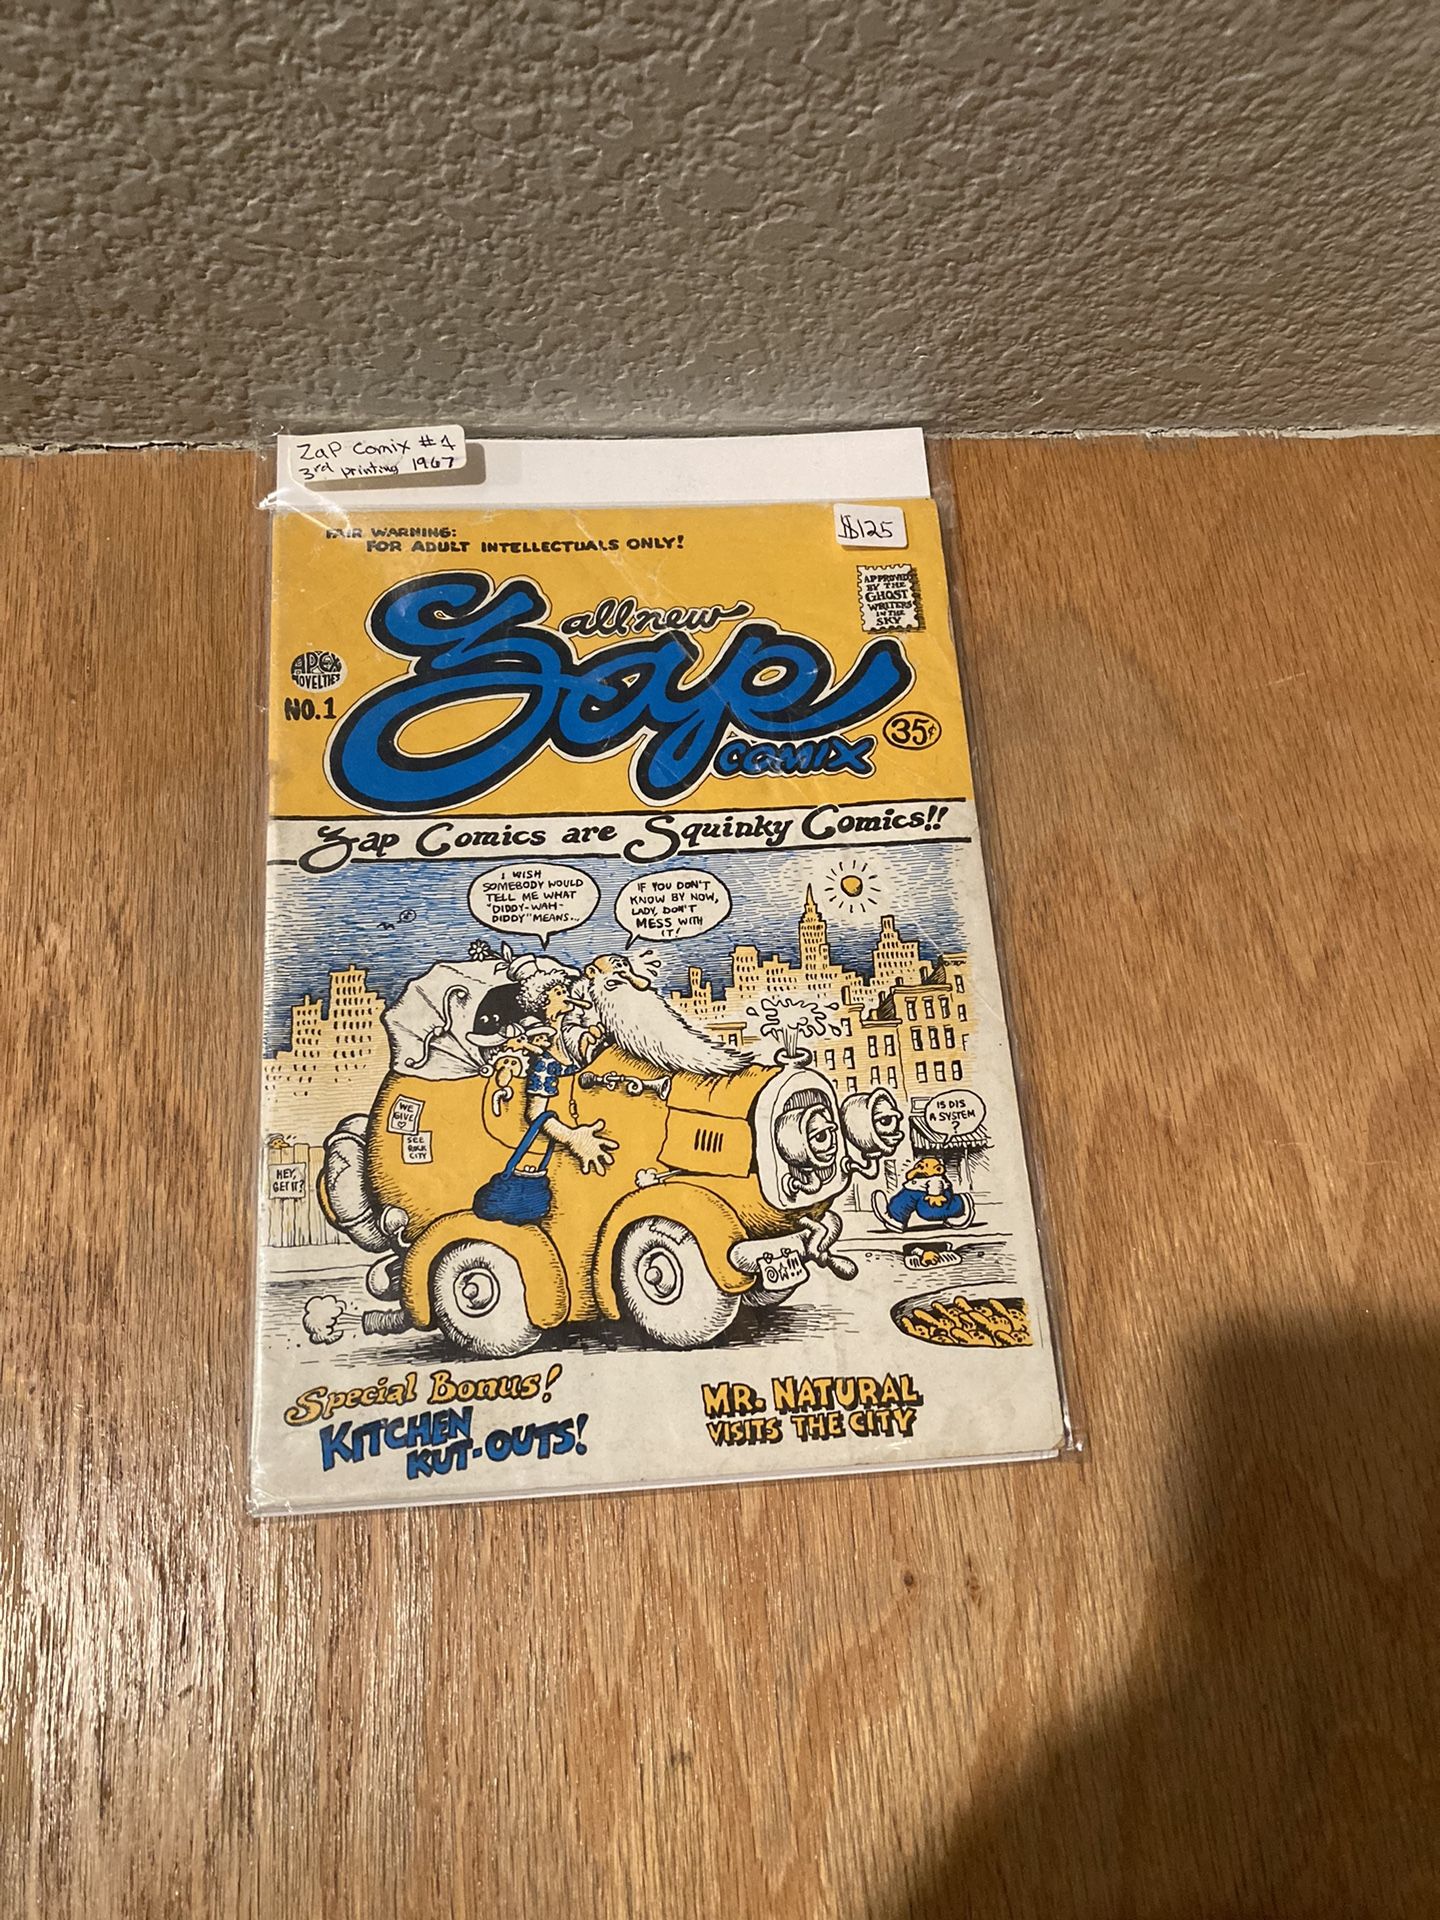 Zap Comix #1
3rd printing 1967
$125
FAIR WARNING:
FOR ADULT INTELLECTUALS ONLY!
APPROVED
BY THE
GHOST
WRITERS
IN THE
SKY
all new
Zap
COMIX
APEX
NOVELTIES
NO.1
35¢
Zap Comics are Squinky Comics!!
I WISH
SOMEBODY WOULD
TELL ME WHAT
"DIDDY-WAH-
DIDDY" MEANS...
IF YOU DON'T
KNOW BY NOW,
LADY, DON'T
MESS WITH
IT!
WE
GIVE
SEE
ROCK
CITY
HEY,
GET IT?
IS DIS
A SYSTEM
?
Special Bonus!
KITCHEN
KUT-OUTS!
MR. NATURAL
VISITS THE CITY